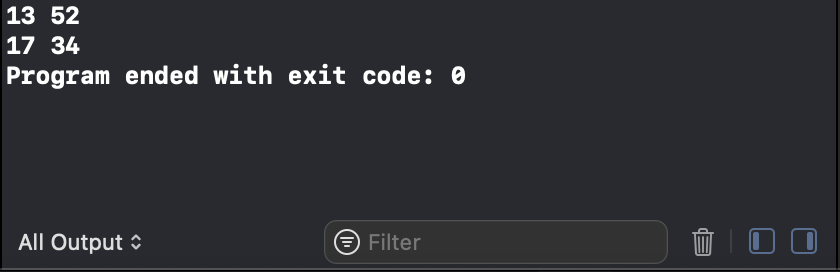 13 52
17 34
Program ended with exit code: 0
All Output
Filter